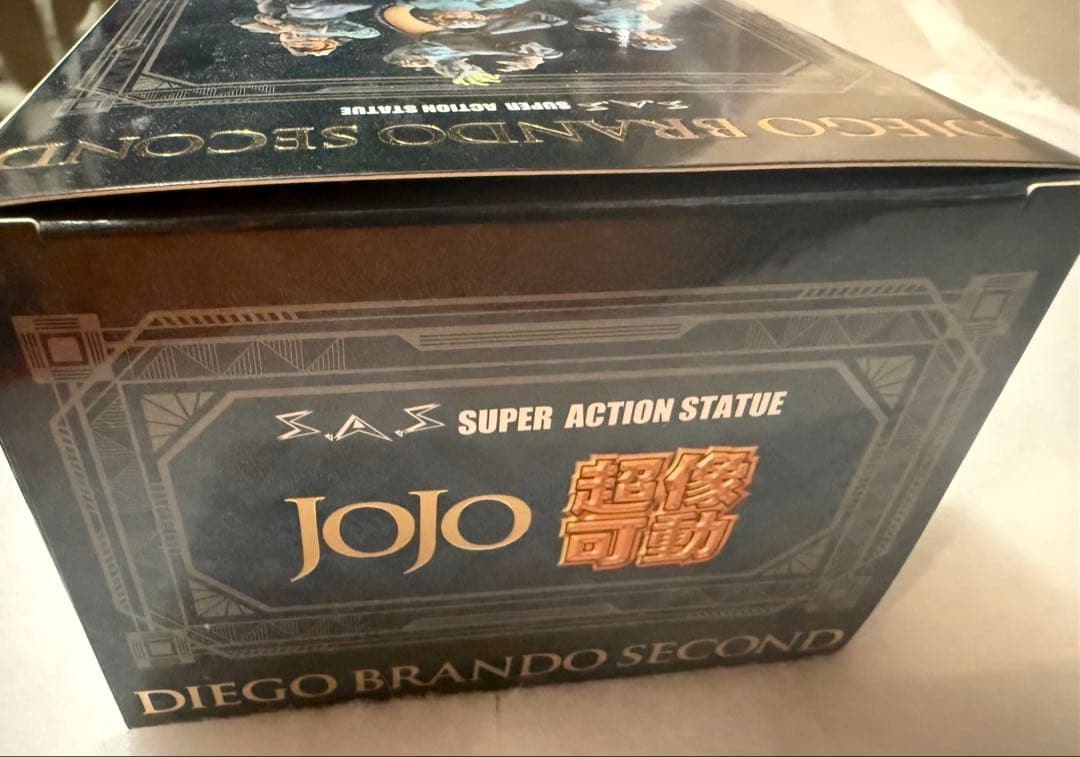 SUPER ACTION STATUE
DIEGO BRANDO SECOND
S.A.S SUPER ACTION STATUE
JOJO 超像
可動
DIEGO BRANDO SECOND